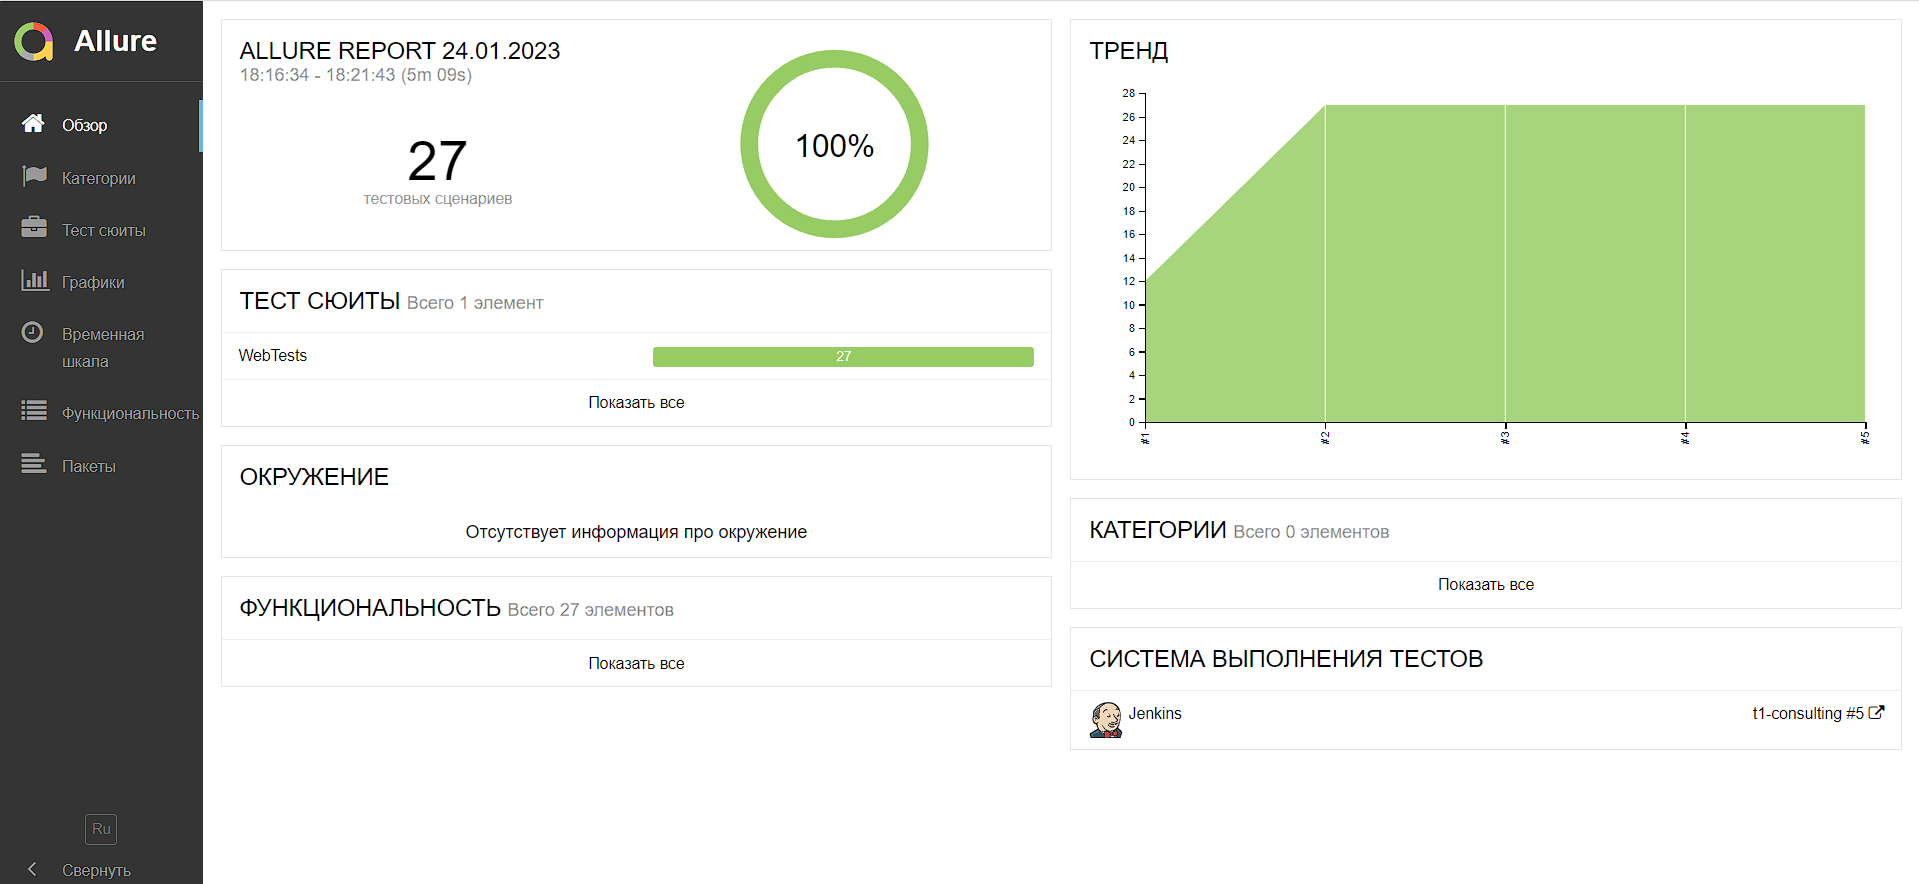 Allure
Обзор
Категории
Тест сюиты
Графики
Временная
шкала
Функциональность
Пакеты
Ru
Свернуть
ALLURE REPORT 24.01.2023
18:16:34 - 18:21:43 (5m 09s)
27
тестовых сценариев
100%
ТЕСТ СЮИТЫ Всего 1 элемент
WebTests 27
Показать все
ОКРУЖЕНИЕ
Отсутствует информация про окружение
ФУНКЦИОНАЛЬНОСТЬ Всего 27 элементов
Показать все
ТРЕНД
28
26
24
22
20
18
16
14
12
10
8
6
4
2
0
#1 #2 #3 #4 #5
КАТЕГОРИИ Всего 0 элементов
Показать все
СИСТЕМА ВЫПОЛНЕНИЯ ТЕСТОВ
Jenkins t1-consulting #5